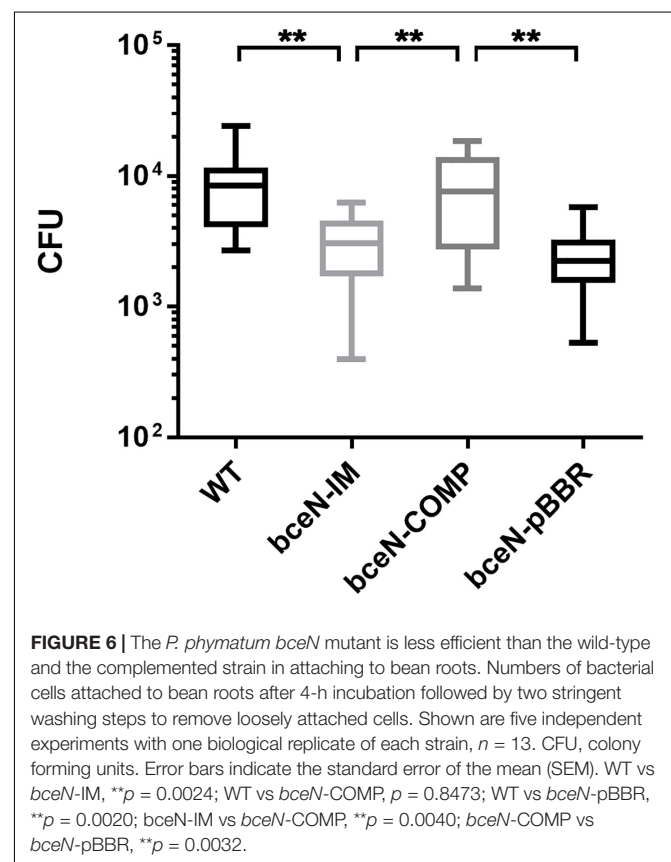 10⁵
** ** **
10⁴
CFU
10³
10²
WT
bceN-IM
bceN-COMP
bceN-pBBR
FIGURE 6 | The P. phymatum bceN mutant is less efficient than the wild-type
and the complemented strain in attaching to bean roots. Numbers of bacterial
cells attached to bean roots after 4-h incubation followed by two stringent
washing steps to remove loosely attached cells. Shown are five independent
experiments with one biological replicate of each strain, n = 13. CFU, colony
forming units. Error bars indicate the standard error of the mean (SEM). WT vs
bceN-IM, **p = 0.0024; WT vs bceN-COMP, p = 0.8473; WT vs bceN-pBBR,
**p = 0.0020; bceN-IM vs bceN-COMP, **p = 0.0040; bceN-COMP vs
bceN-pBBR, **p = 0.0032.